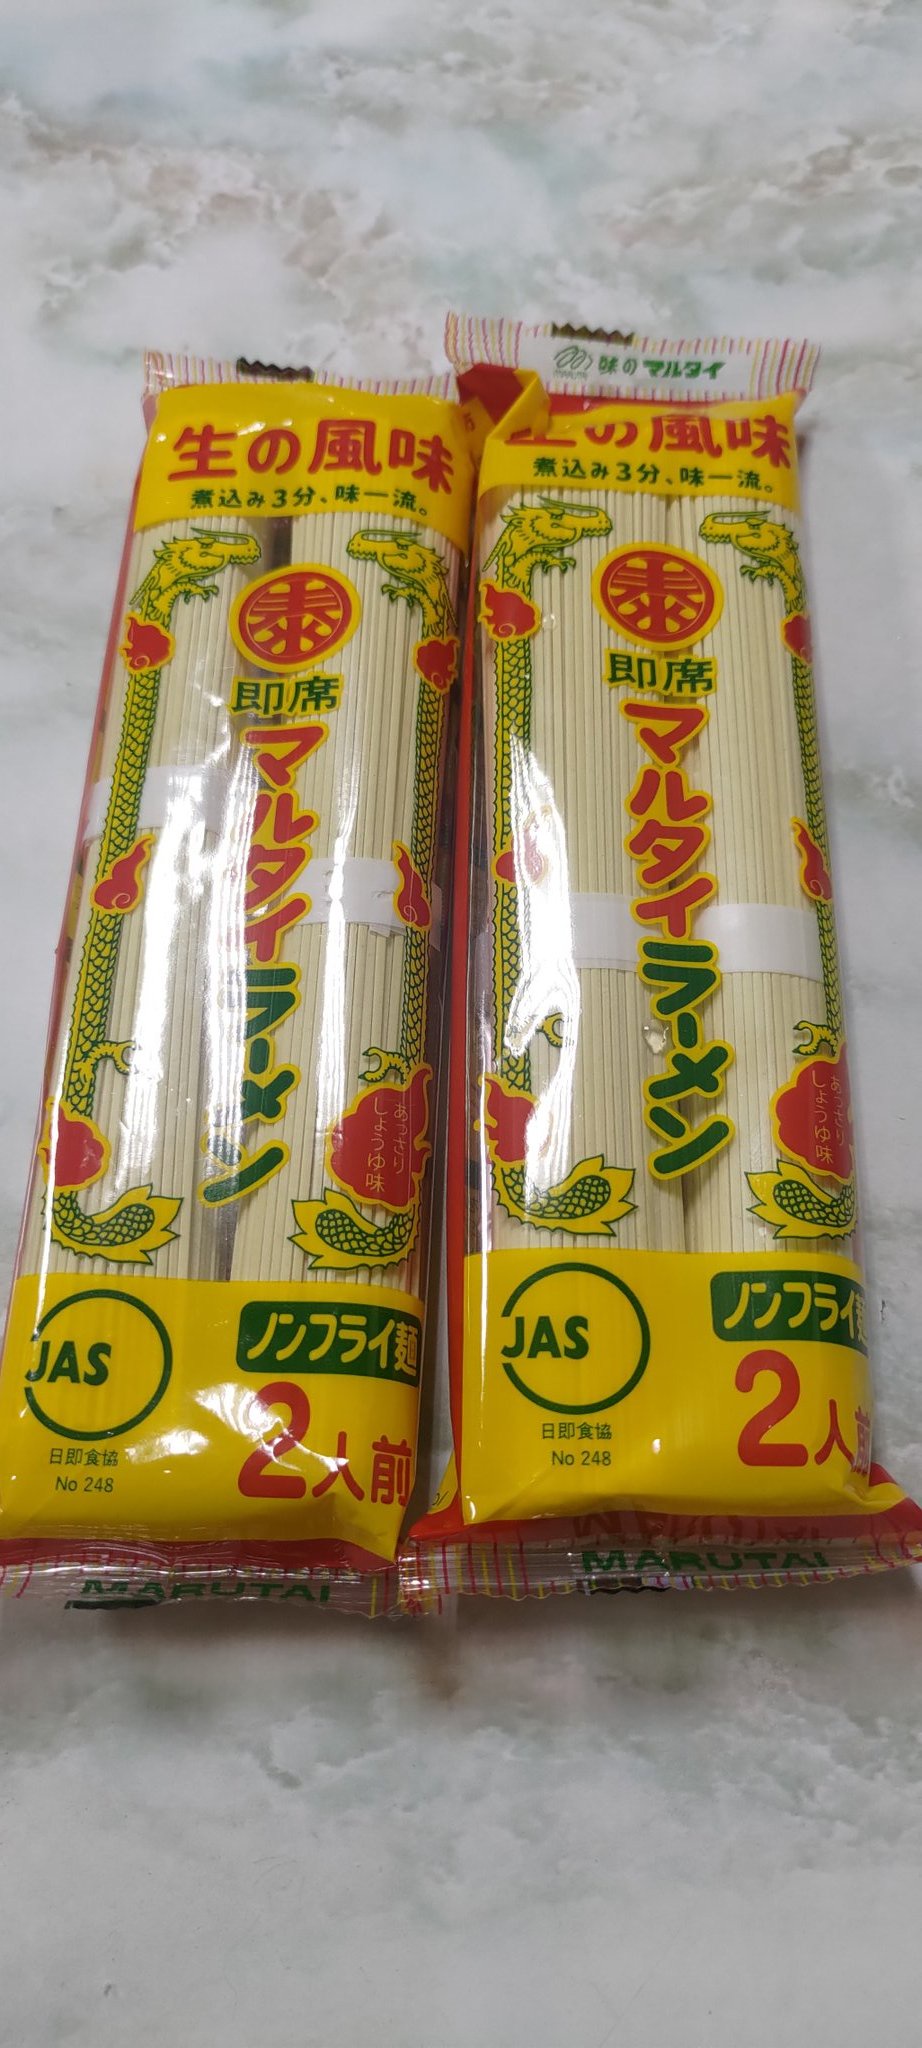 生の風味
煮込み3分、味一流。
泰
即席
マルタイラーメン
あっさり
しょうゆ味
JAS
日即食協
No 248
ノンフライ麺
2人前
MARUTAI
味のマルタイ
生の風味
煮込み3分、味一流。
泰
即席
マルタイラーメン
あっさり
しょうゆ味
JAS
日即食協
No 248
ノンフライ麺
2人前
MARUTAI